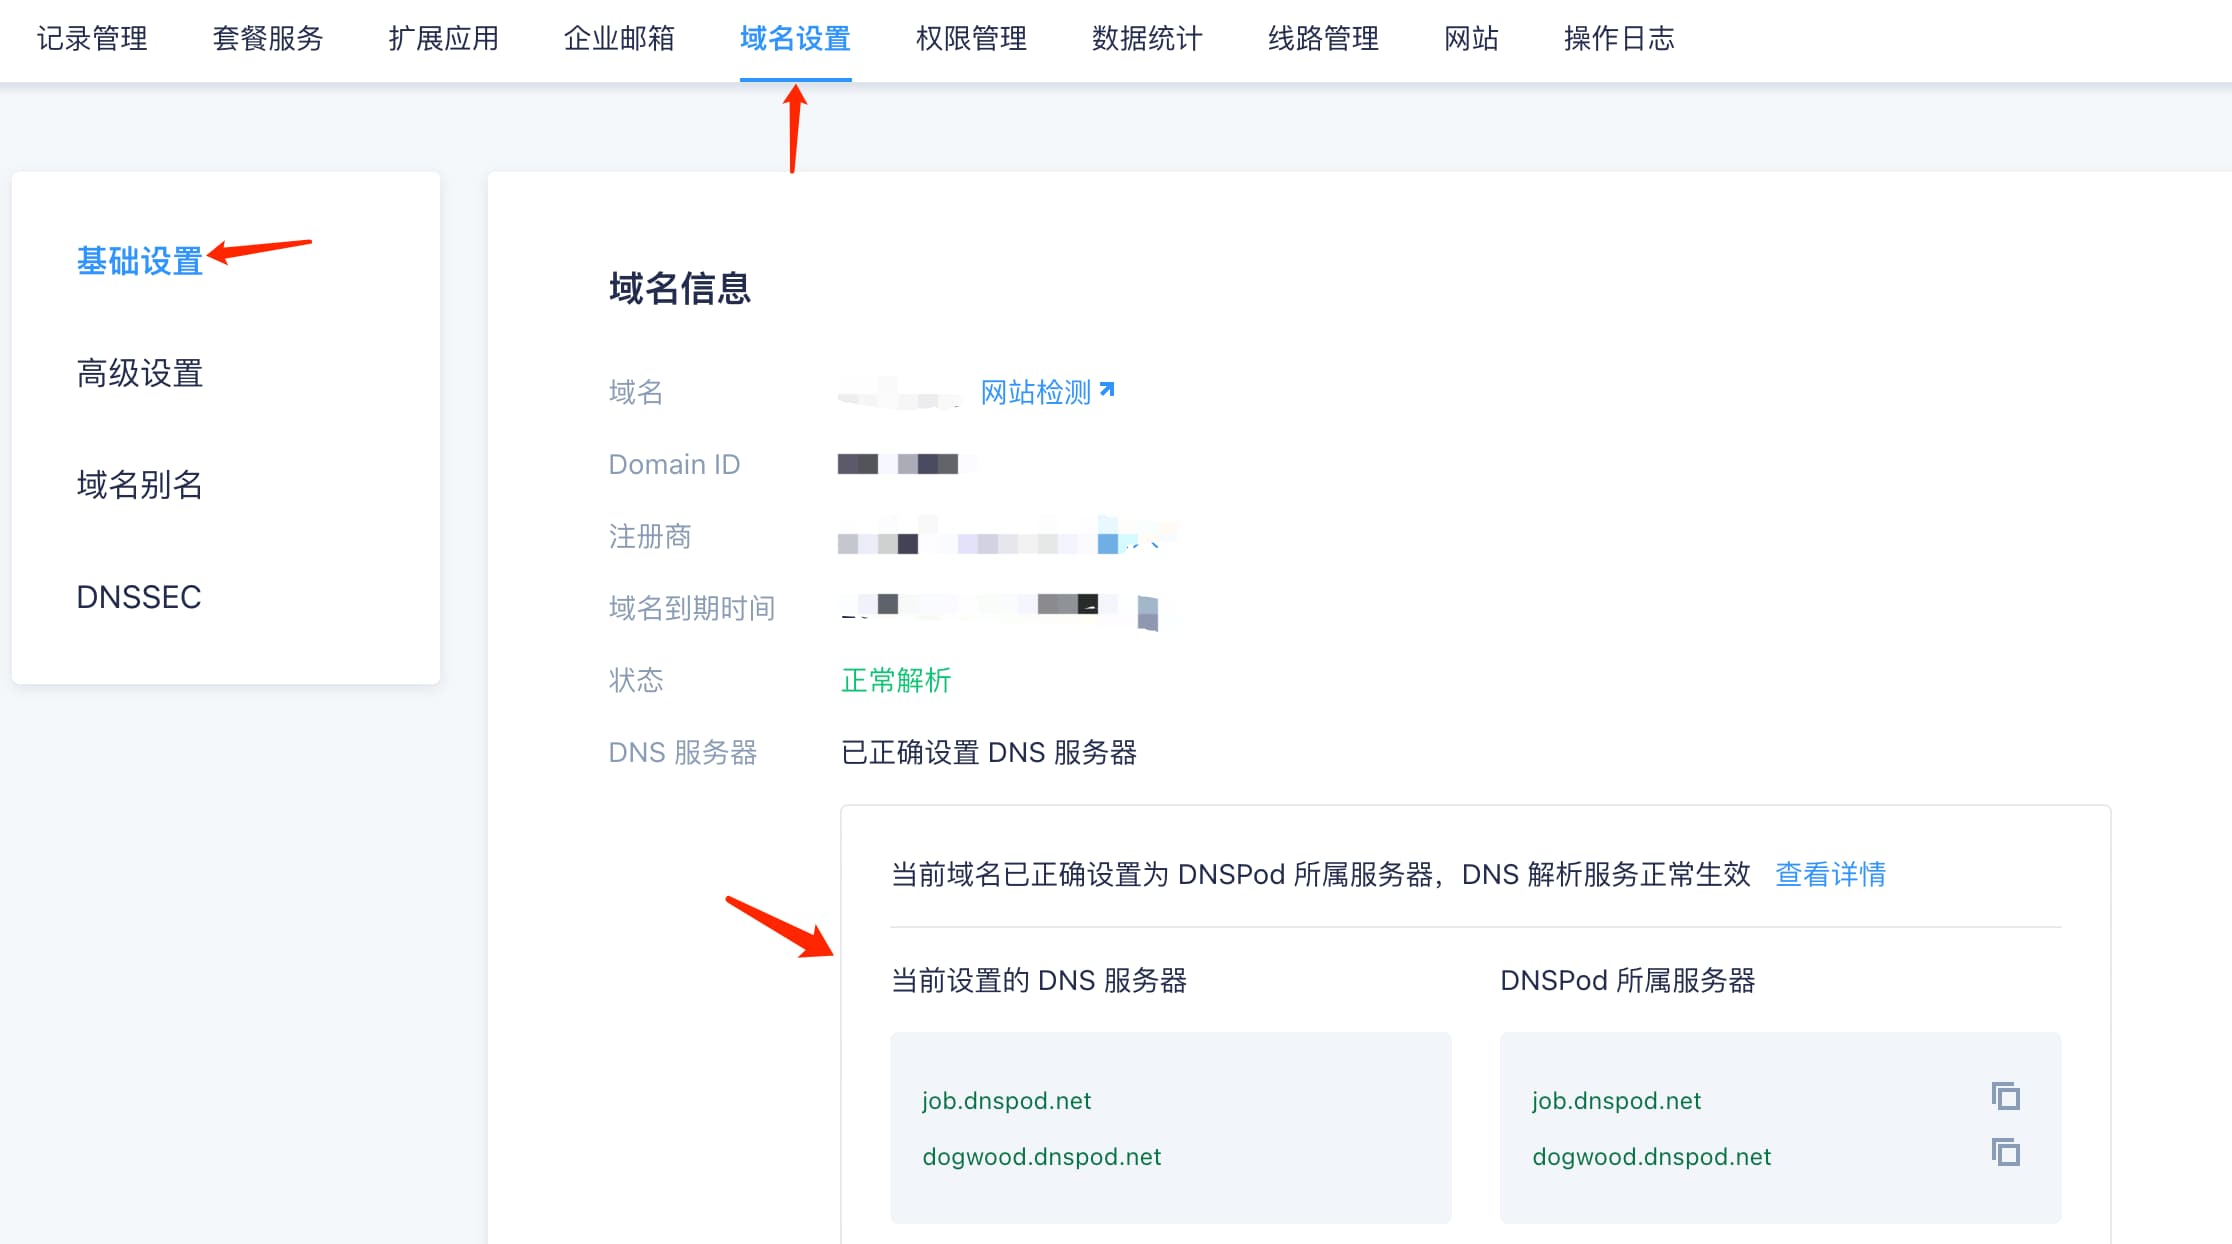 记录管理 套餐服务 扩展应用 企业邮箱 域名设置 权限管理 数据统计 线路管理 网站 操作日志
基础设置
高级设置
域名别名
DNSSEC
域名信息
域名 网站检测
Domain ID
注册商
域名到期时间
状态 正常解析
DNS 服务器 已正确设置 DNS 服务器
当前域名已正确设置为 DNSPod 所属服务器，DNS 解析服务正常生效 查看详情
当前设置的 DNS 服务器
job.dnspod.net
dogwood.dnspod.net
DNSPod 所属服务器
job.dnspod.net
dogwood.dnspod.net